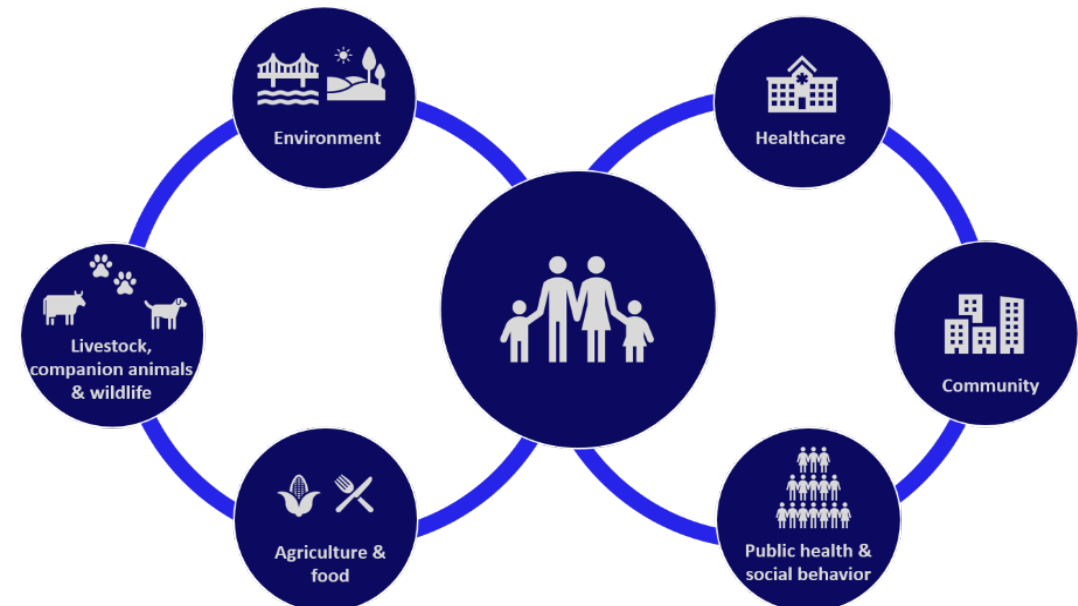 Environment
Healthcare
Livestock,
companion animals
& wildlife
Community
Agriculture &
food
Public health &
social behavior